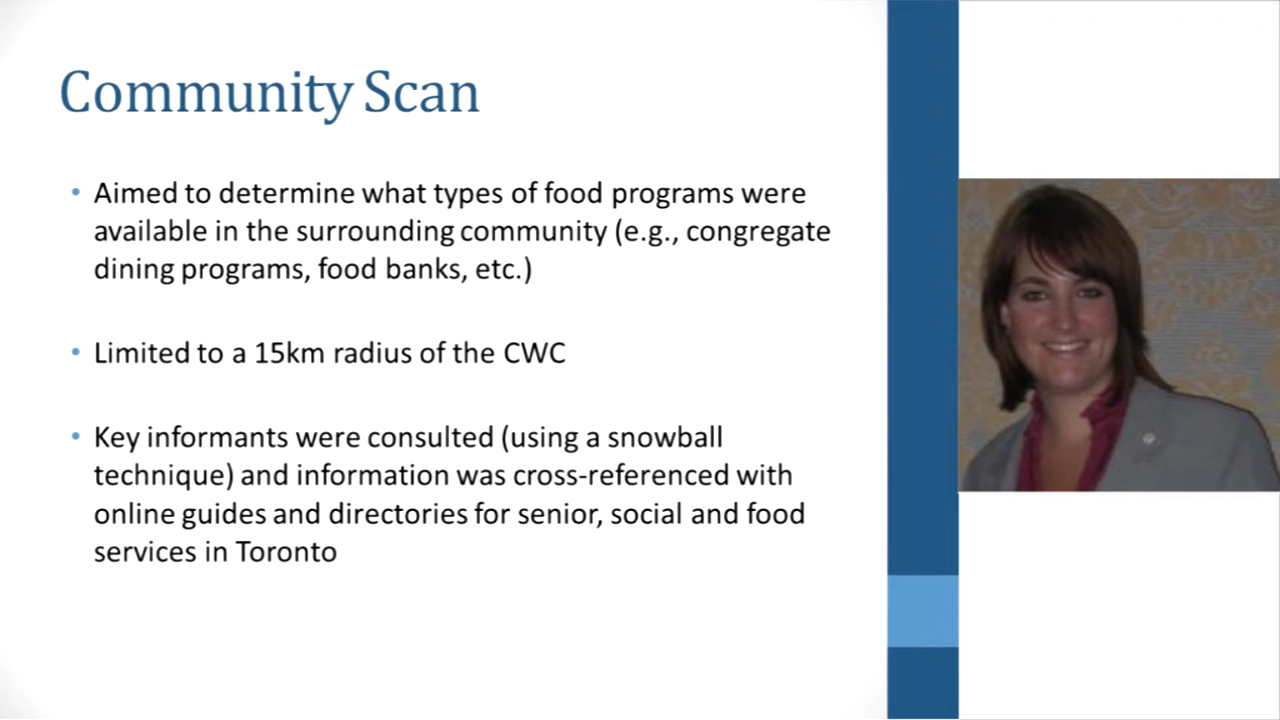 Community Scan
• Aimed to determine what types of food programs were
available in the surrounding community (e.g., congregate
dining programs, food banks, etc.)
• Limited to a 15km radius of the CWC
• Key informants were consulted (using a snowball
technique) and information was cross-referenced with
online guides and directories for senior, social and food
services in Toronto